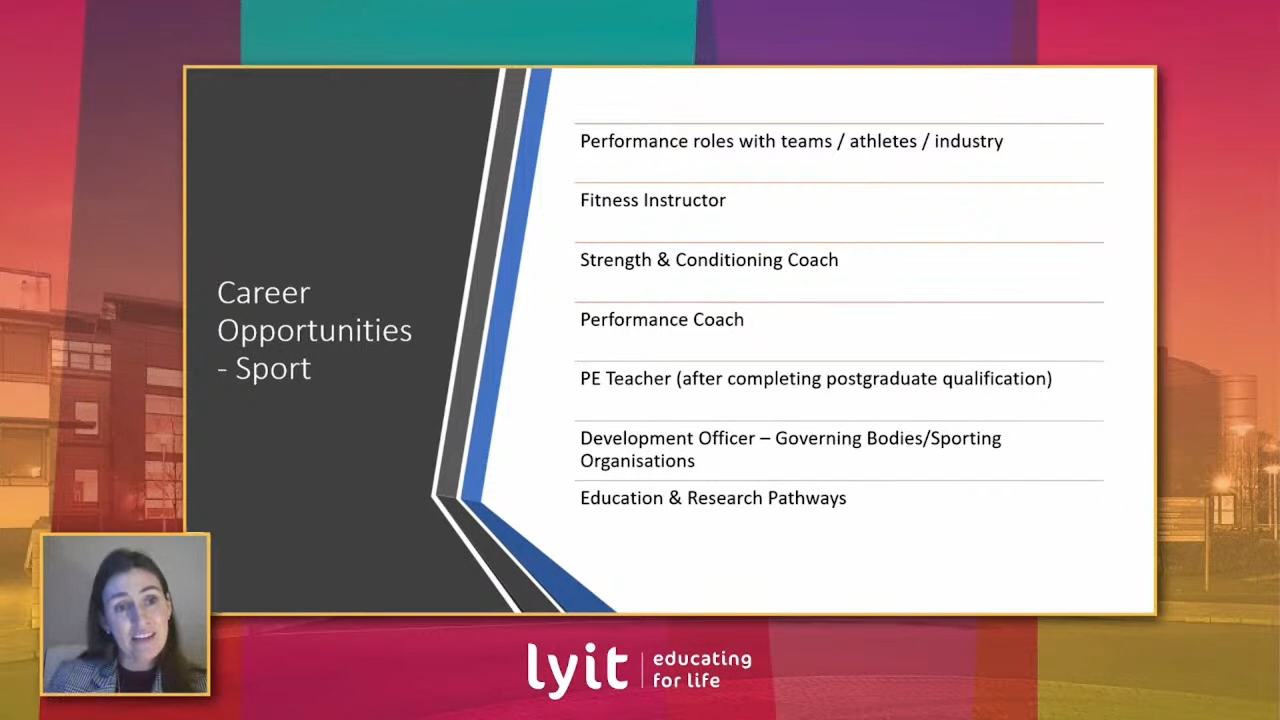 Career
Opportunities
- Sport
Performance roles with teams / athletes / industry
Fitness Instructor
Strength & Conditioning Coach
Performance Coach
PE Teacher (after completing postgraduate qualification)
Development Officer – Governing Bodies/Sporting
Organisations
Education & Research Pathways
lyit
educating
for life